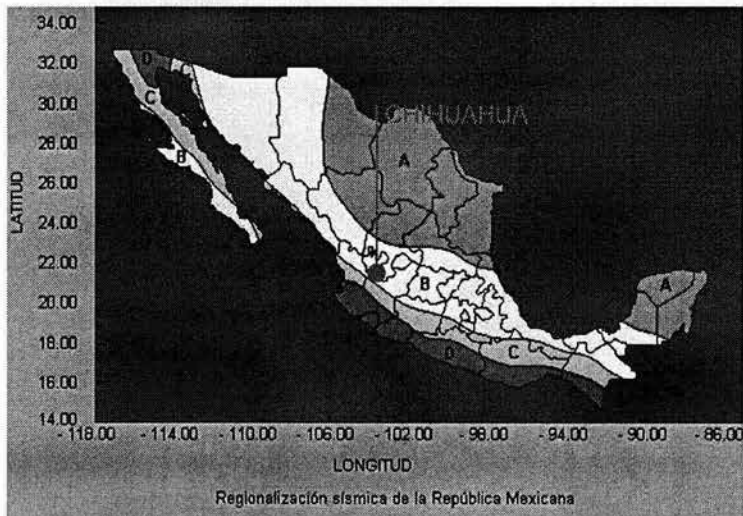 34.00
32.00
30.00
28.00
26.00
24.00
22.00
20.00
18.00
16.00
14.00
LATITUD
D
C
C
B
CHIHUAHUA
A
A
B
C
D
-118.00 -114.00 -110.00 -106.00 -102.00 -98.00 -94.00 -90.00 -86.00
LONGITUD
Regionalización sísmica de la República Mexicana